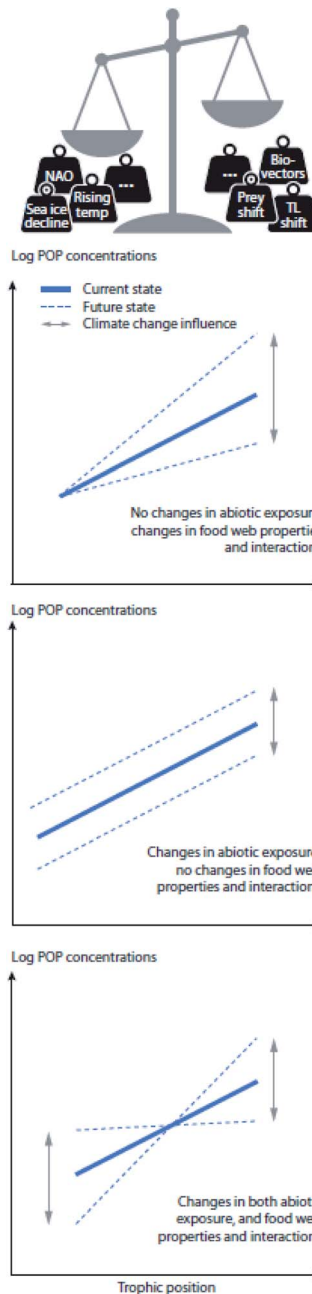 NAO
...
Sea ice
decline
Rising
temp
...
Bio-
vectors
Prey
shift
TL
shift
Log POP concentrations
Current state
Future state
Climate change influence
No changes in abiotic exposur
changes in food web propertie
and interaction
Log POP concentrations
Changes in abiotic exposur
no changes in food we
properties and interaction
Log POP concentrations
Changes in both abiot
exposure, and food we
properties and interaction
Trophic position